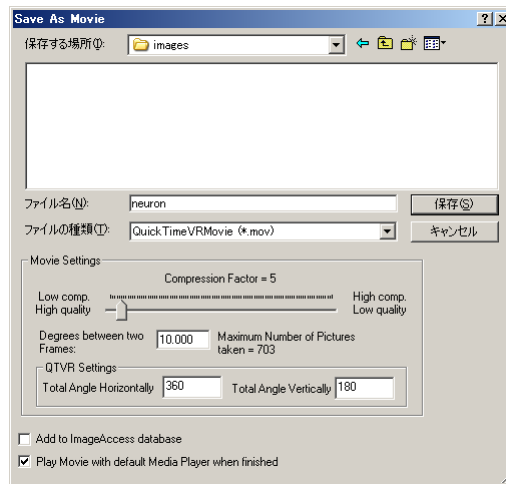 Save As Movie
保存する場所(I):
images
ファイル名(N):
neuron
保存(S)
ファイルの種類(T):
QuickTimeVRMovie (*.mov)
キャンセル
Movie Settings
Compression Factor = 5
Low comp.
High quality
High comp.
Low quality
Degrees between two
Frames:
10.000
Maximum Number of Pictures
taken = 703
QTVR Settings
Total Angle Horizontally
360
Total Angle Vertically
180
Add to ImageAccess database
Play Movie with default Media Player when finished